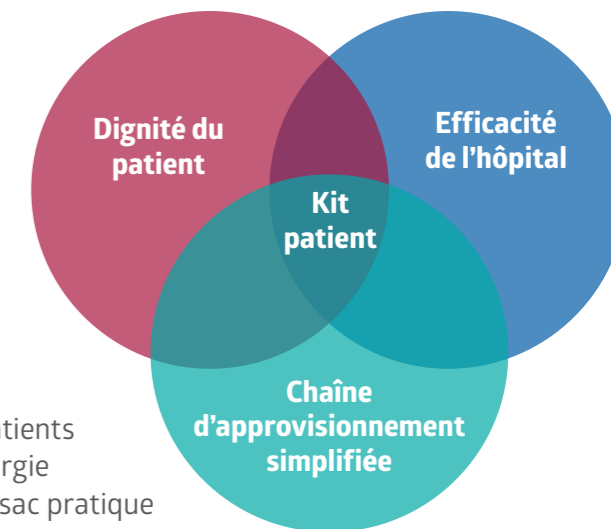 Dignité du
patient
Efficacité
de l'hôpital
Kit
patient
Chaîne
d'approvisionnement
simplifiée
tients
rgie
sac pratique